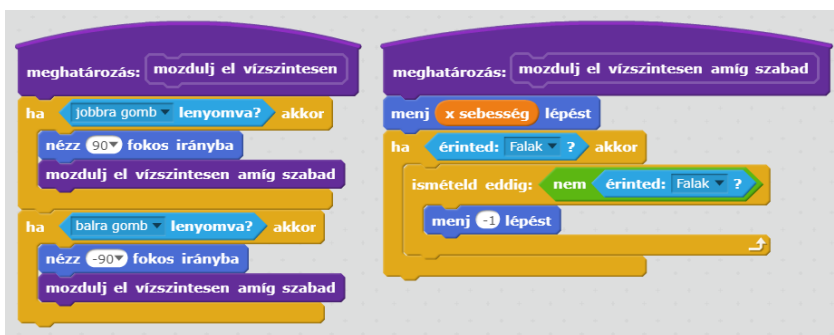 meghatározás: mozdulj el vízszintesen
ha jobbra gomb lenyomva? akkor
nézz 90 fokos irányba
mozdulj el vízszintesen amíg szabad
ha balra gomb lenyomva? akkor
nézz -90 fokos irányba
mozdulj el vízszintesen amíg szabad
meghatározás: mozdulj el vízszintesen amíg szabad
menj x sebesség lépést
ha érinted: Falak ? akkor
ismételd eddig: nem érinted: Falak ?
menj -1 lépést